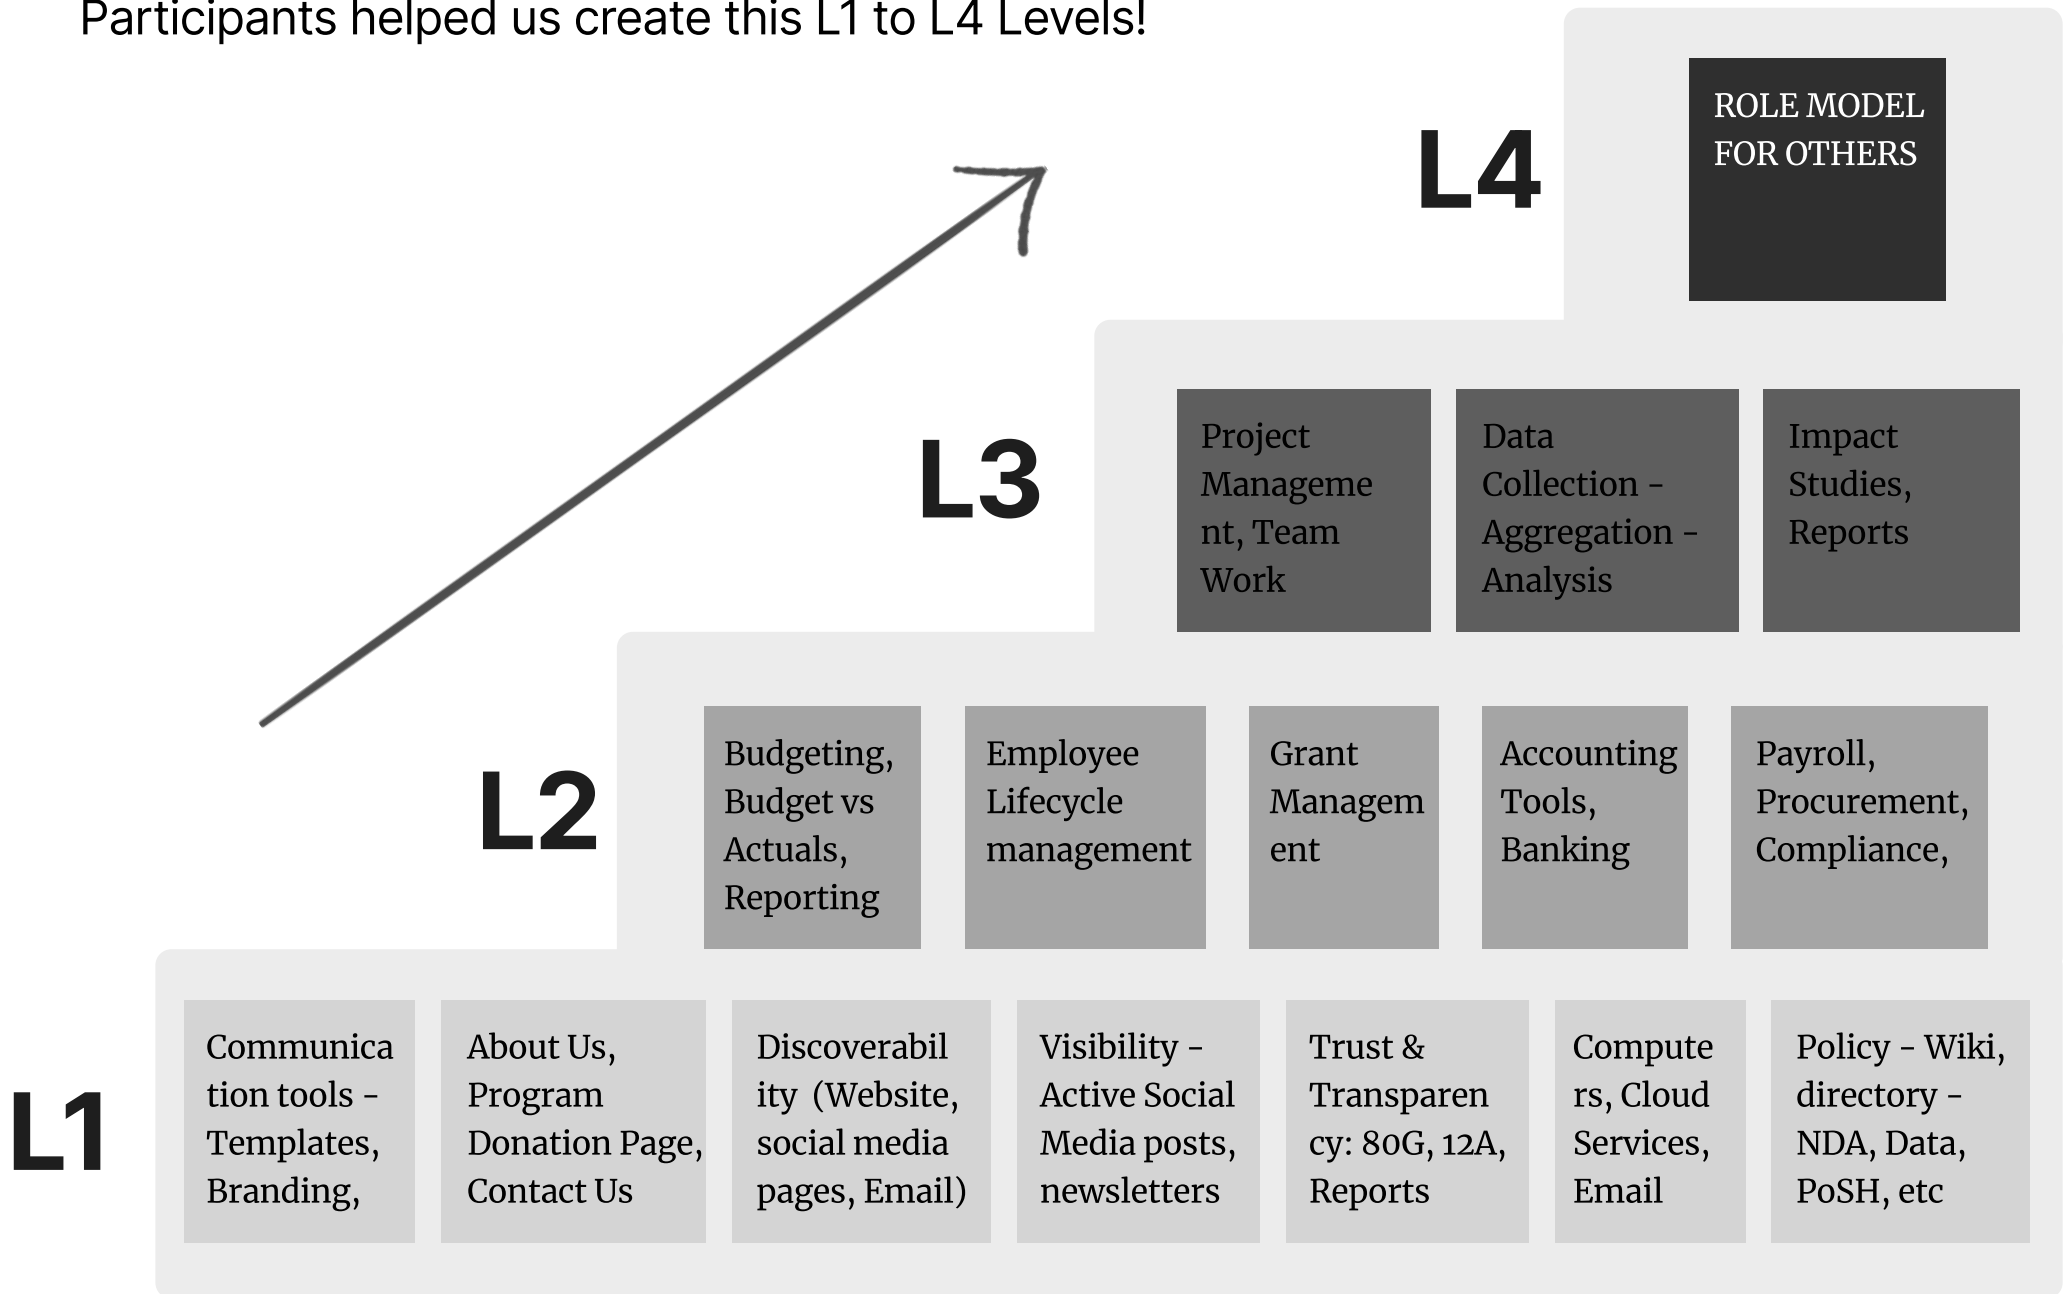 Participants helped us create this L1 to L4 Levels!
L4
ROLE MODEL
FOR OTHERS
L3
Project
Manageme
nt, Team
Work
Data
Collection -
Aggregation -
Analysis
Impact
Studies,
Reports
L2
Budgeting,
Budget vs
Actuals,
Reporting
Employee
Lifecycle
management
Grant
Managem
ent
Accounting
Tools,
Banking
Payroll,
Procurement,
Compliance,
L1
Communica
tion tools -
Templates,
Branding,
About Us,
Program
Donation Page,
Contact Us
Discoverabil
ity (Website,
social media
pages, Email)
Visibility -
Active Social
Media posts,
newsletters
Trust &
Transparen
cy: 80G, 12A,
Reports
Compute
rs, Cloud
Services,
Email
Policy - Wiki,
directory -
NDA, Data,
PoSH, etc